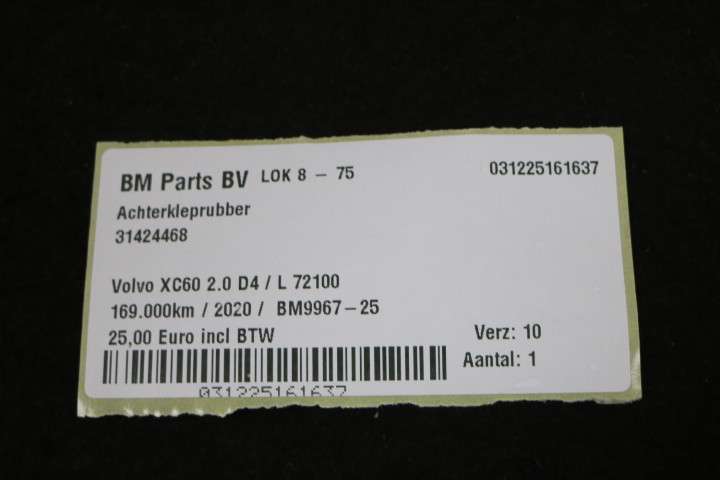 BM Parts BV LOK 8 - 75 031225161637
Achterkleprubber
31424468
Volvo XC60 2.0 D4 / L 72100
169.000km / 2020 / BM9967-25
25,00 Euro incl BTW Verz: 10
Aantal: 1
031225161637